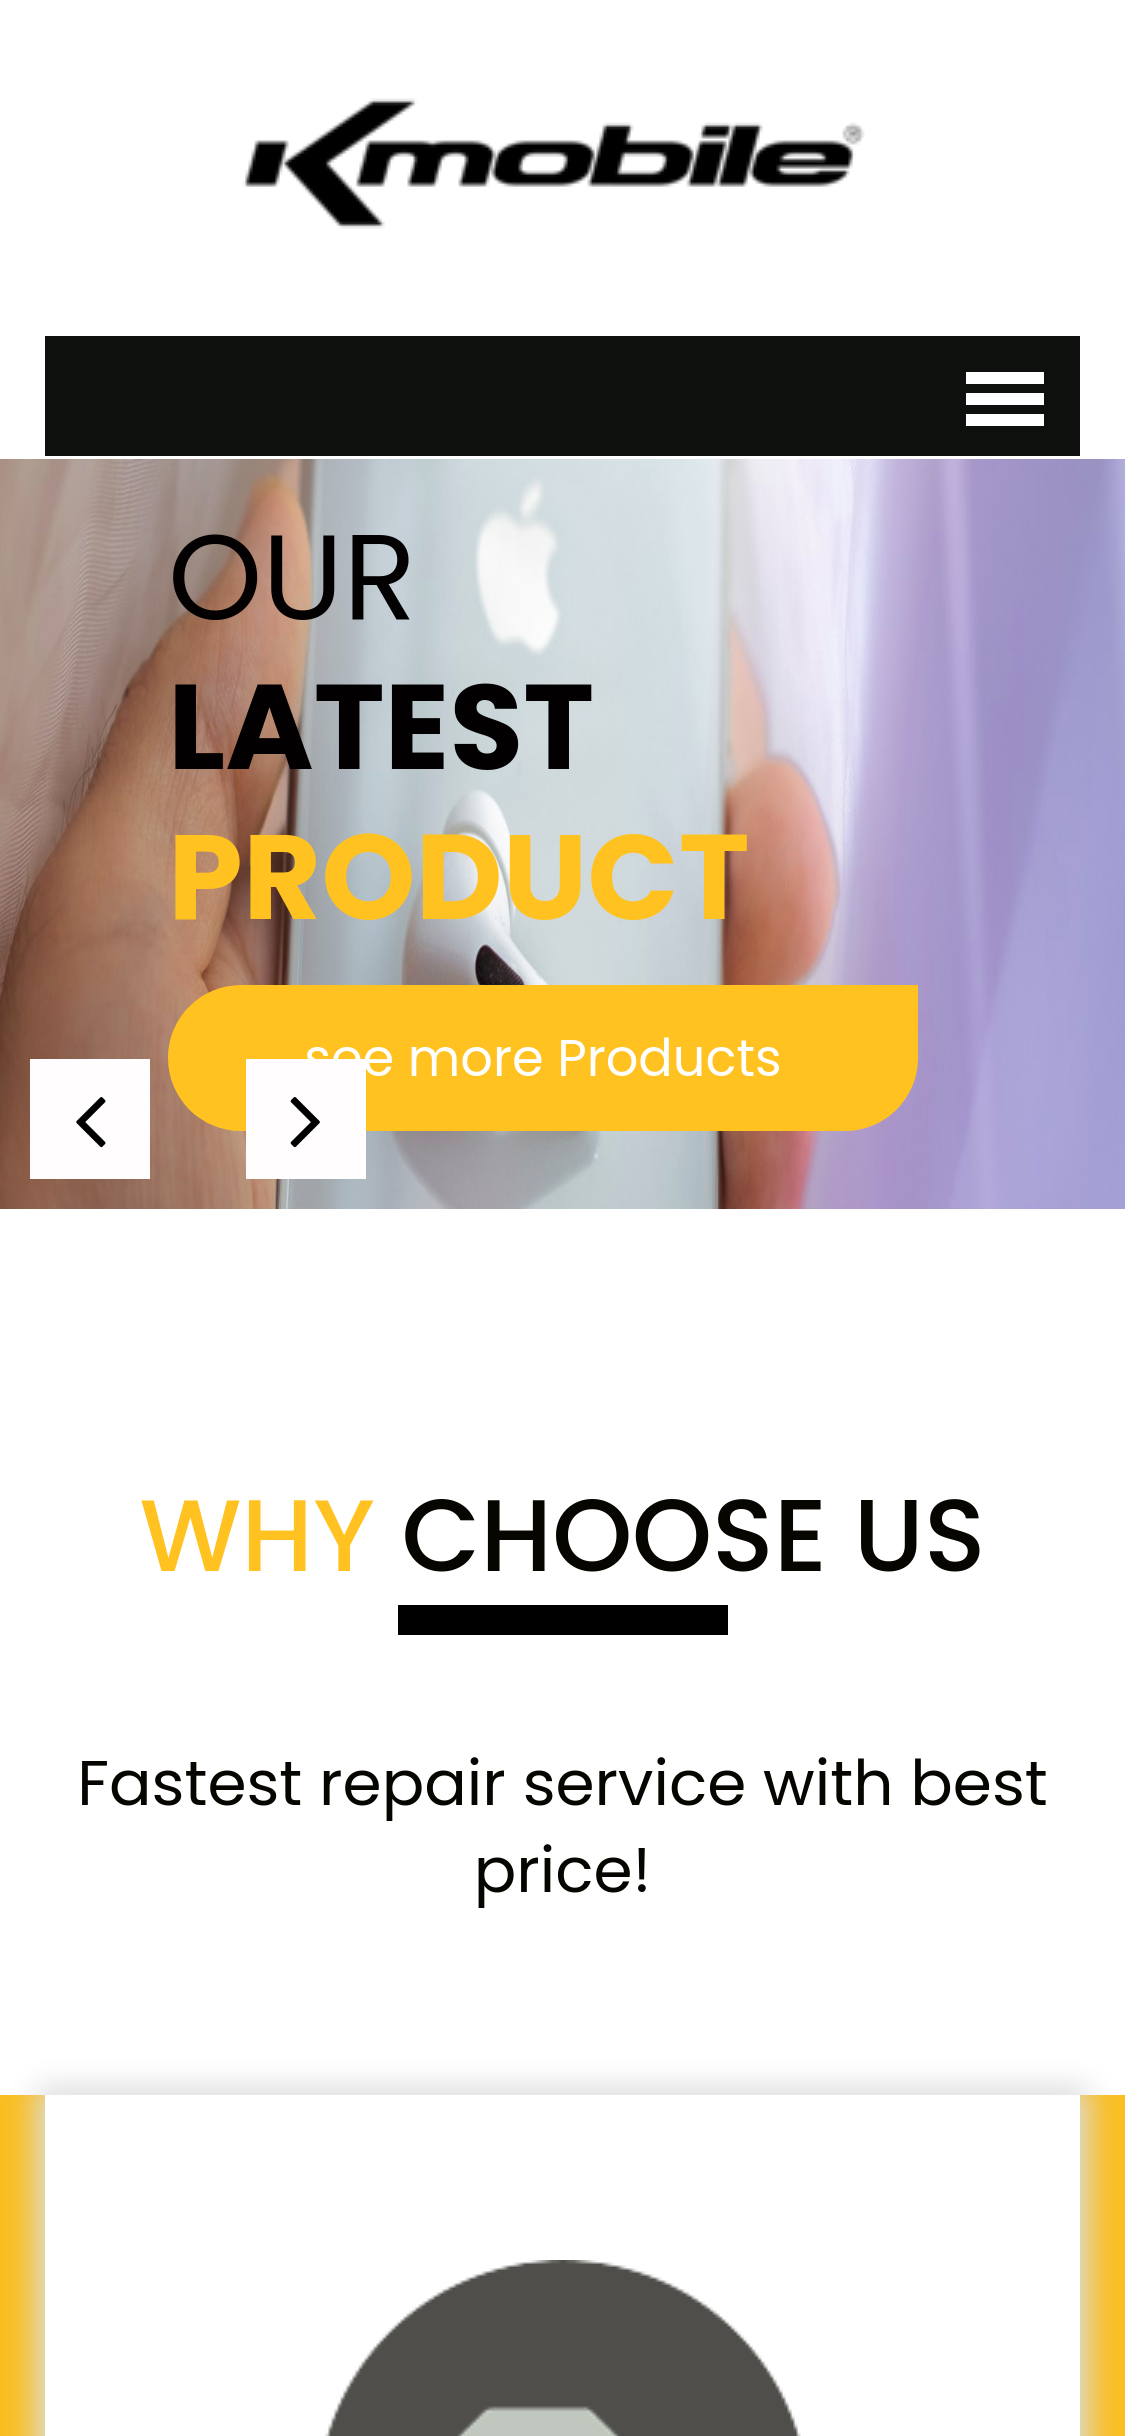 Kmobile®
OUR
LATEST
PRODUCT
see more Products
WHY CHOOSE US
Fastest repair service with best
price!